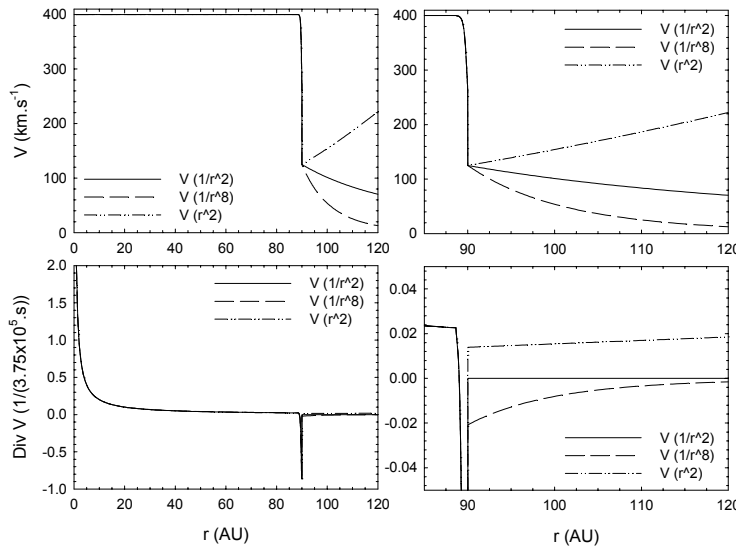 V (km.s⁻¹)
400
300
200
100
0
V (1/r^2)
V (1/r^8)
V (r^2)
0 20 40 60 80 100 120
400
300
200
100
0
V (1/r^2)
V (1/r^8)
V (r^2)
90 100 110 120
Div V (1/(3.75x10⁵.s))
2.0
1.5
1.0
0.5
0.0
-0.5
-1.0
V (1/r^2)
V (1/r^8)
V (r^2)
0 20 40 60 80 100 120
r (AU)
0.04
0.02
0.00
-0.02
-0.04
V (1/r^2)
V (1/r^8)
V (r^2)
90 100 110 120
r (AU)